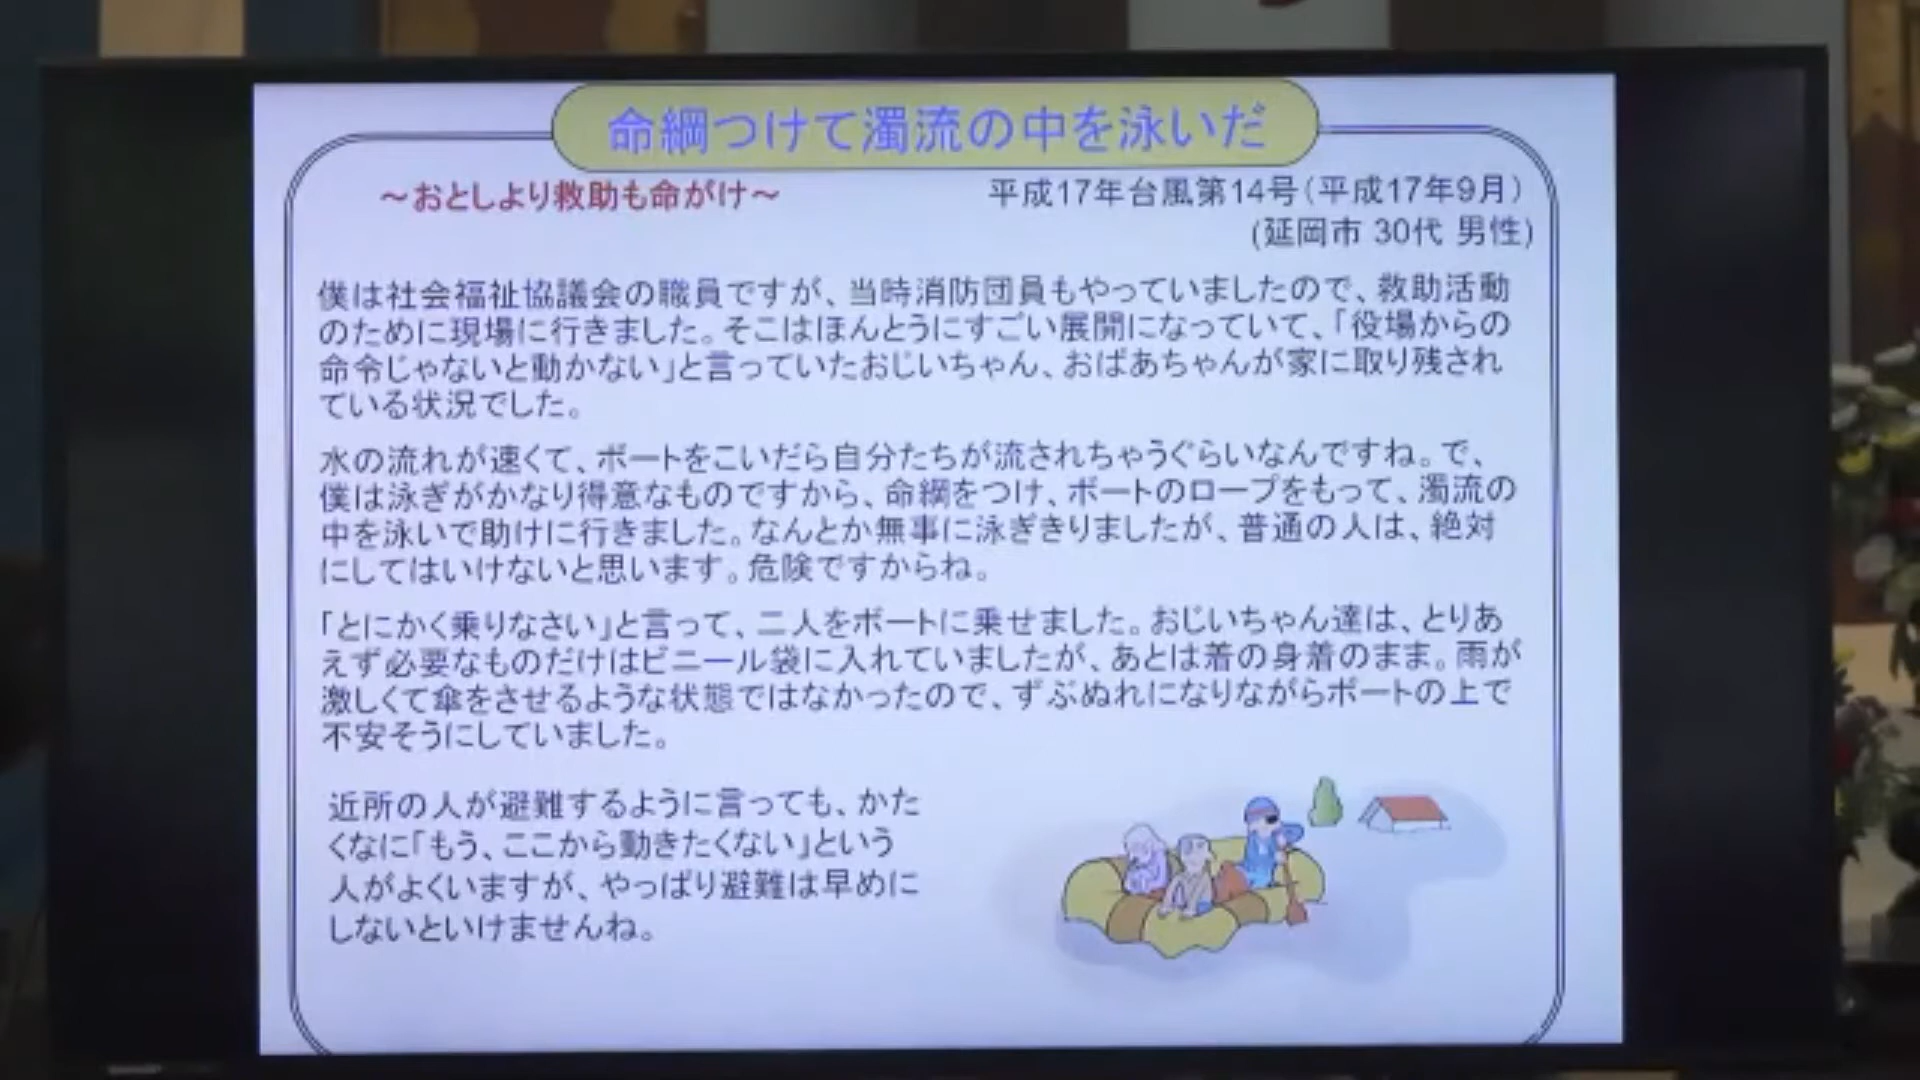 命綱つけて濁流の中を泳いだ
～おとしより救助も命がけ～
平成17年台風第14号(平成17年9月)
(延岡市 30代 男性)
僕は社会福祉協議会の職員ですが、当時消防団員もやっていましたので、救助活動
のために現場に行きました。そこはほんとうにすごい展開になっていて、「役場からの
命令じゃないと動かない」と言っていたおじいちゃん、おばあちゃんが家に取り残され
ている状況でした。
水の流れが速くて、ボートをこいだら自分たちが流されちゃうぐらいなんですね。で、
僕は泳ぎがかなり得意なものですから、命綱をつけ、ボートのロープをもって、濁流の
中を泳いで助けに行きました。なんとか無事に泳ぎきりましたが、普通の人は、絶対
にしてはいけないと思います。危険ですからね。
「とにかく乗りなさい」と言って、二人をボートに乗せました。おじいちゃん達は、とりあ
えず必要なものだけはビニール袋に入れていましたが、あとは着の身着のまま。雨が
激しくて傘をさせるような状態ではなかったので、ずぶぬれになりながらボートの上で
不安そうにしていました。
近所の人が避難するように言っても、かた
くなに「もう、ここから動きたくない」という
人がよくいますが、やっぱり避難は早めに
しないといけませんね。